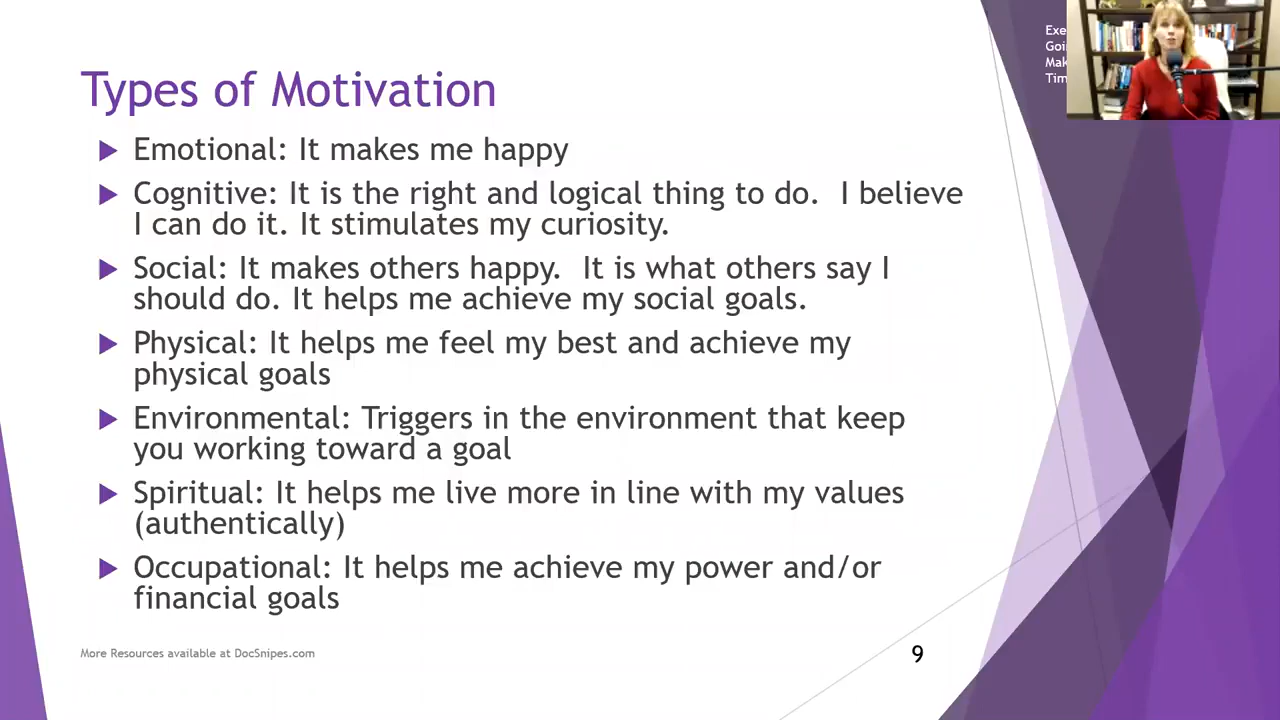 Types of Motivation
Emotional: It makes me happy
Cognitive: It is the right and logical thing to do.  I believe
I can do it. It stimulates my curiosity.
Social: It makes others happy.  It is what others say I
should do. It helps me achieve my social goals.
Physical: It helps me feel my best and achieve my
physical goals
Environmental: Triggers in the environment that keep
you working toward a goal
Spiritual: It helps me live more in line with my values
(authentically)
Occupational: It helps me achieve my power and/or
financial goals
More Resources available at DocSnipes.com
9